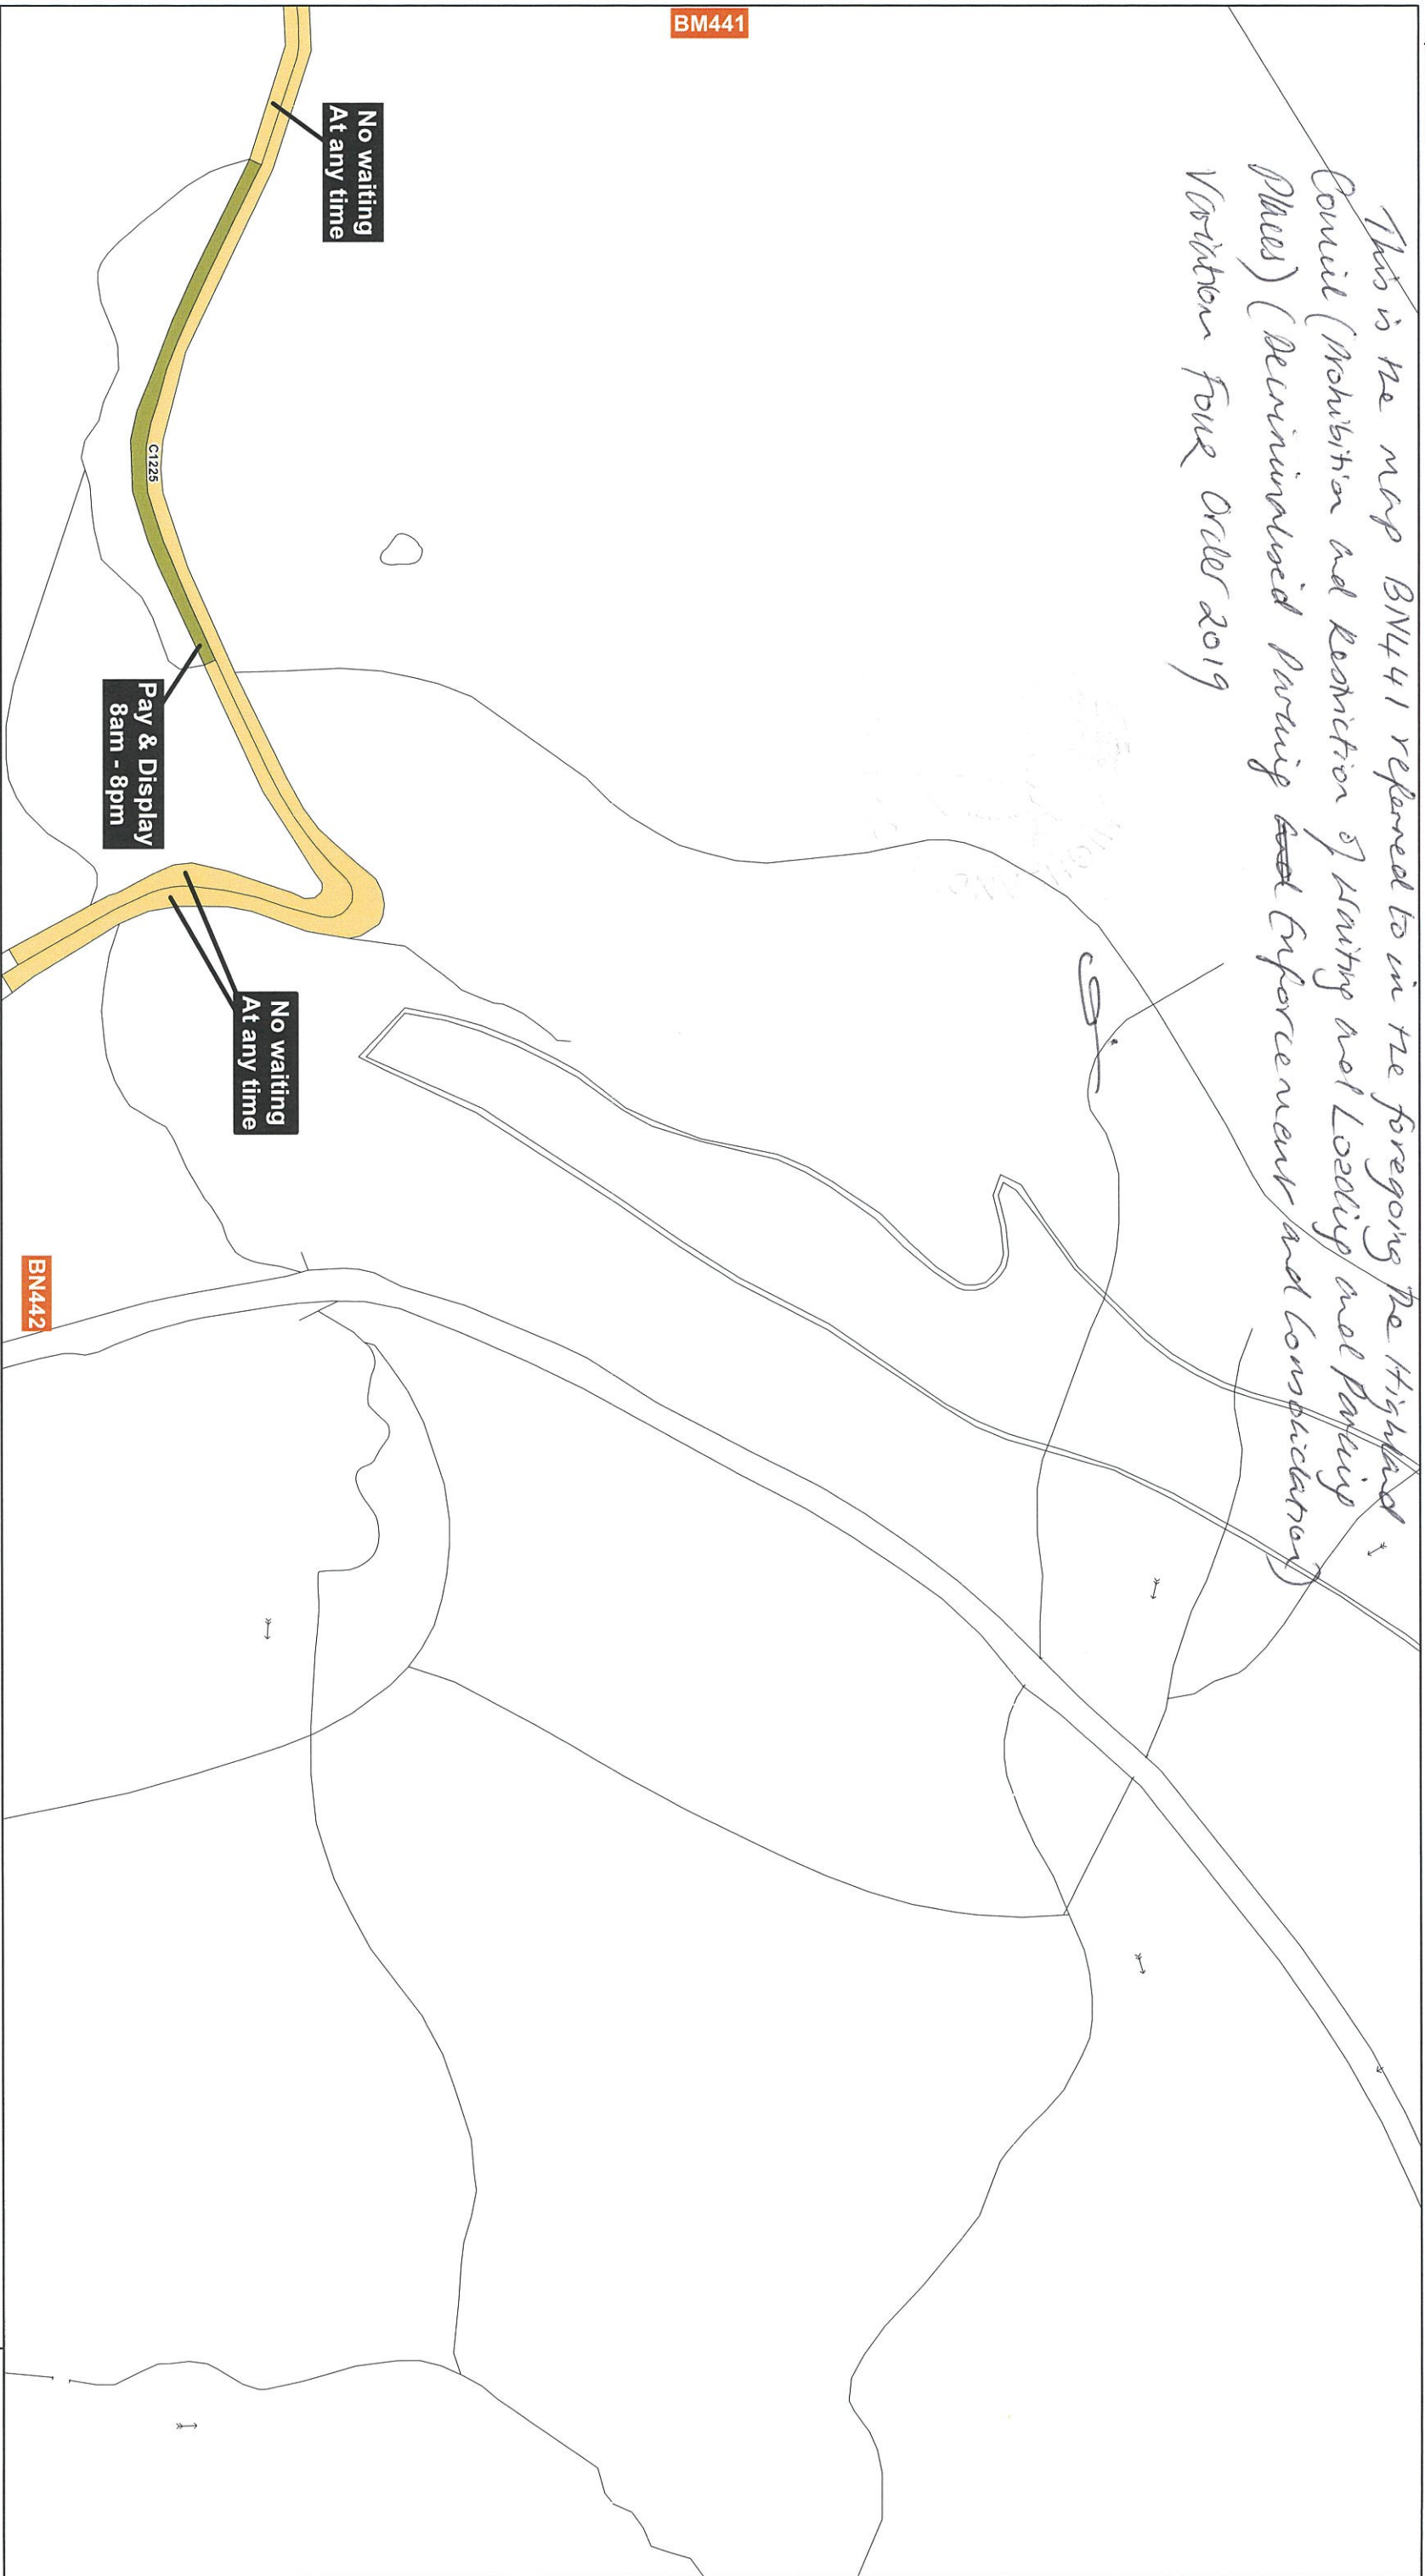 This is the map BN441 referred to in the foregoing The Highland
Council (Prohibition and Restriction of Waiting and Loading and Parking
Places) (Decriminalised Parking and Enforcement and Consolidation)
Variation Four Order 2019
BM441
No waiting
At any time
C1225
Pay & Display
8am - 8pm
No waiting
At any time
BN442